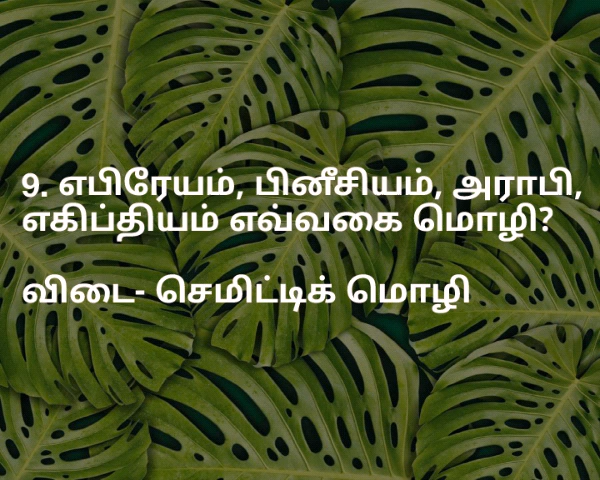 9. எபிரேயம், பினீசியம், அராபி,
எகிப்தியம் எவ்வகை மொழி?
விடை- செமிட்டிக் மொழி